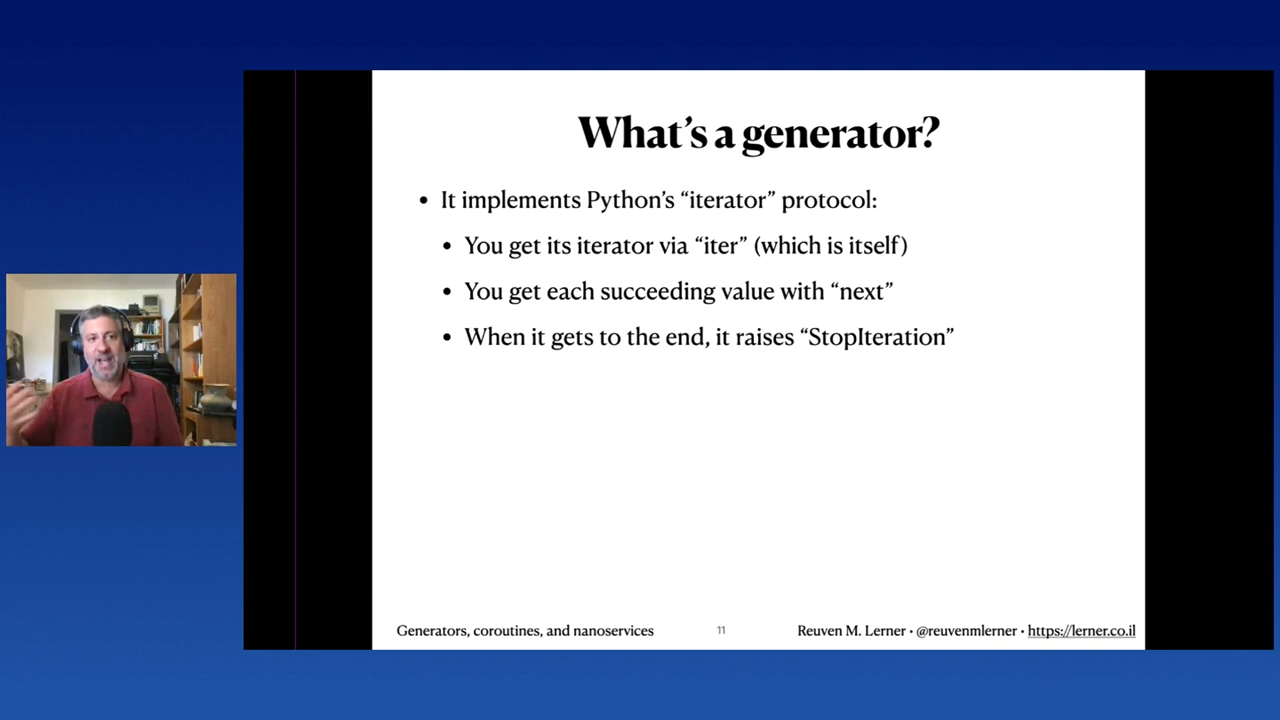 What’s a generator?
• It implements Python’s “iterator” protocol:
• You get its iterator via “iter” (which is itself)
• You get each succeeding value with “next”
• When it gets to the end, it raises “StopIteration”
Generators, coroutines, and nanoservices
11
Reuven M. Lerner • @reuvenmlerner • https://lerner.co.il